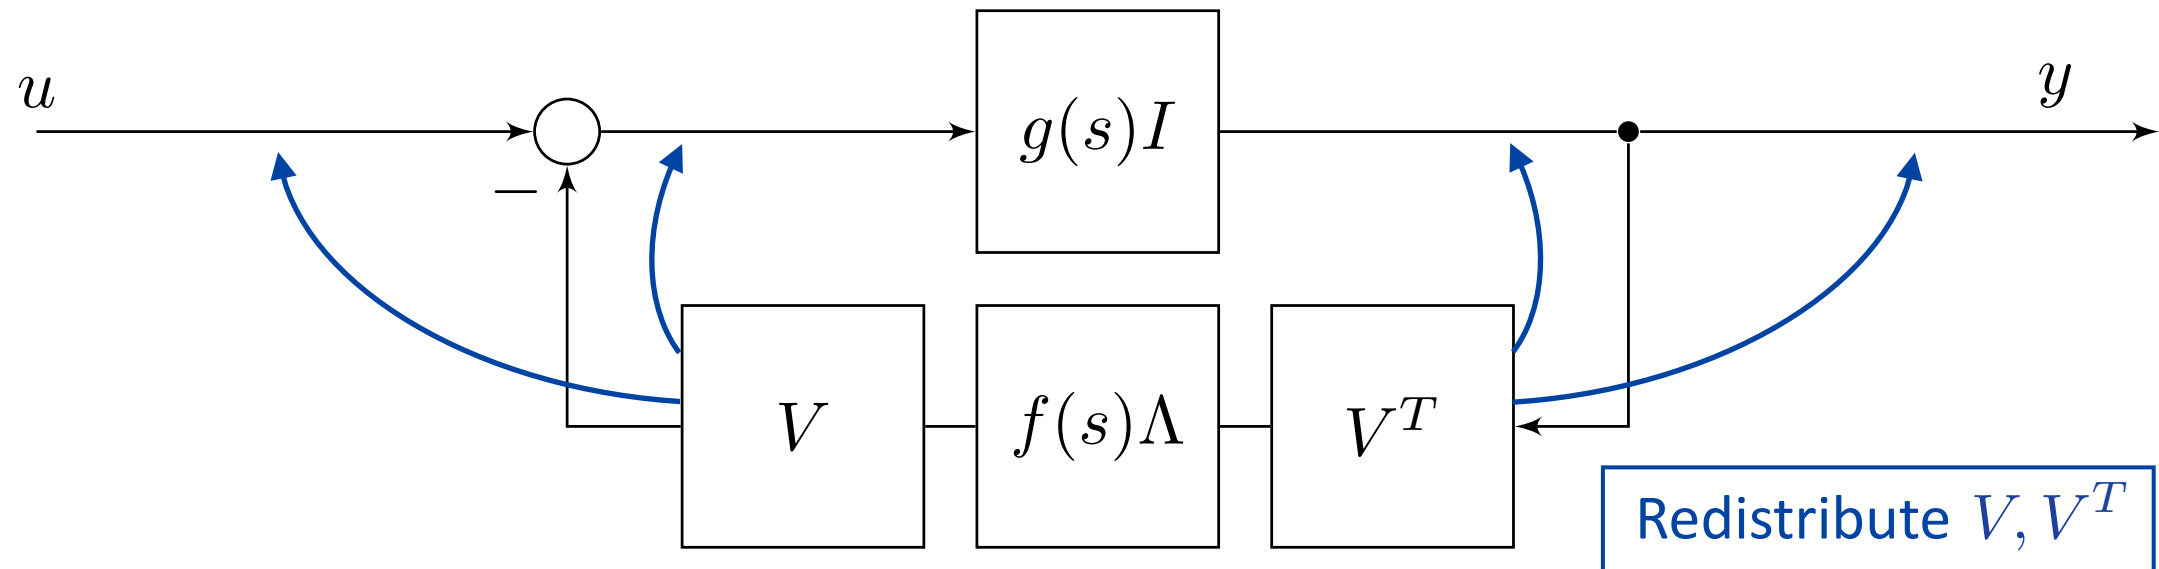 u
y
g(s)I
−
V
f(s)Λ
V^T
Redistribute V, V^T